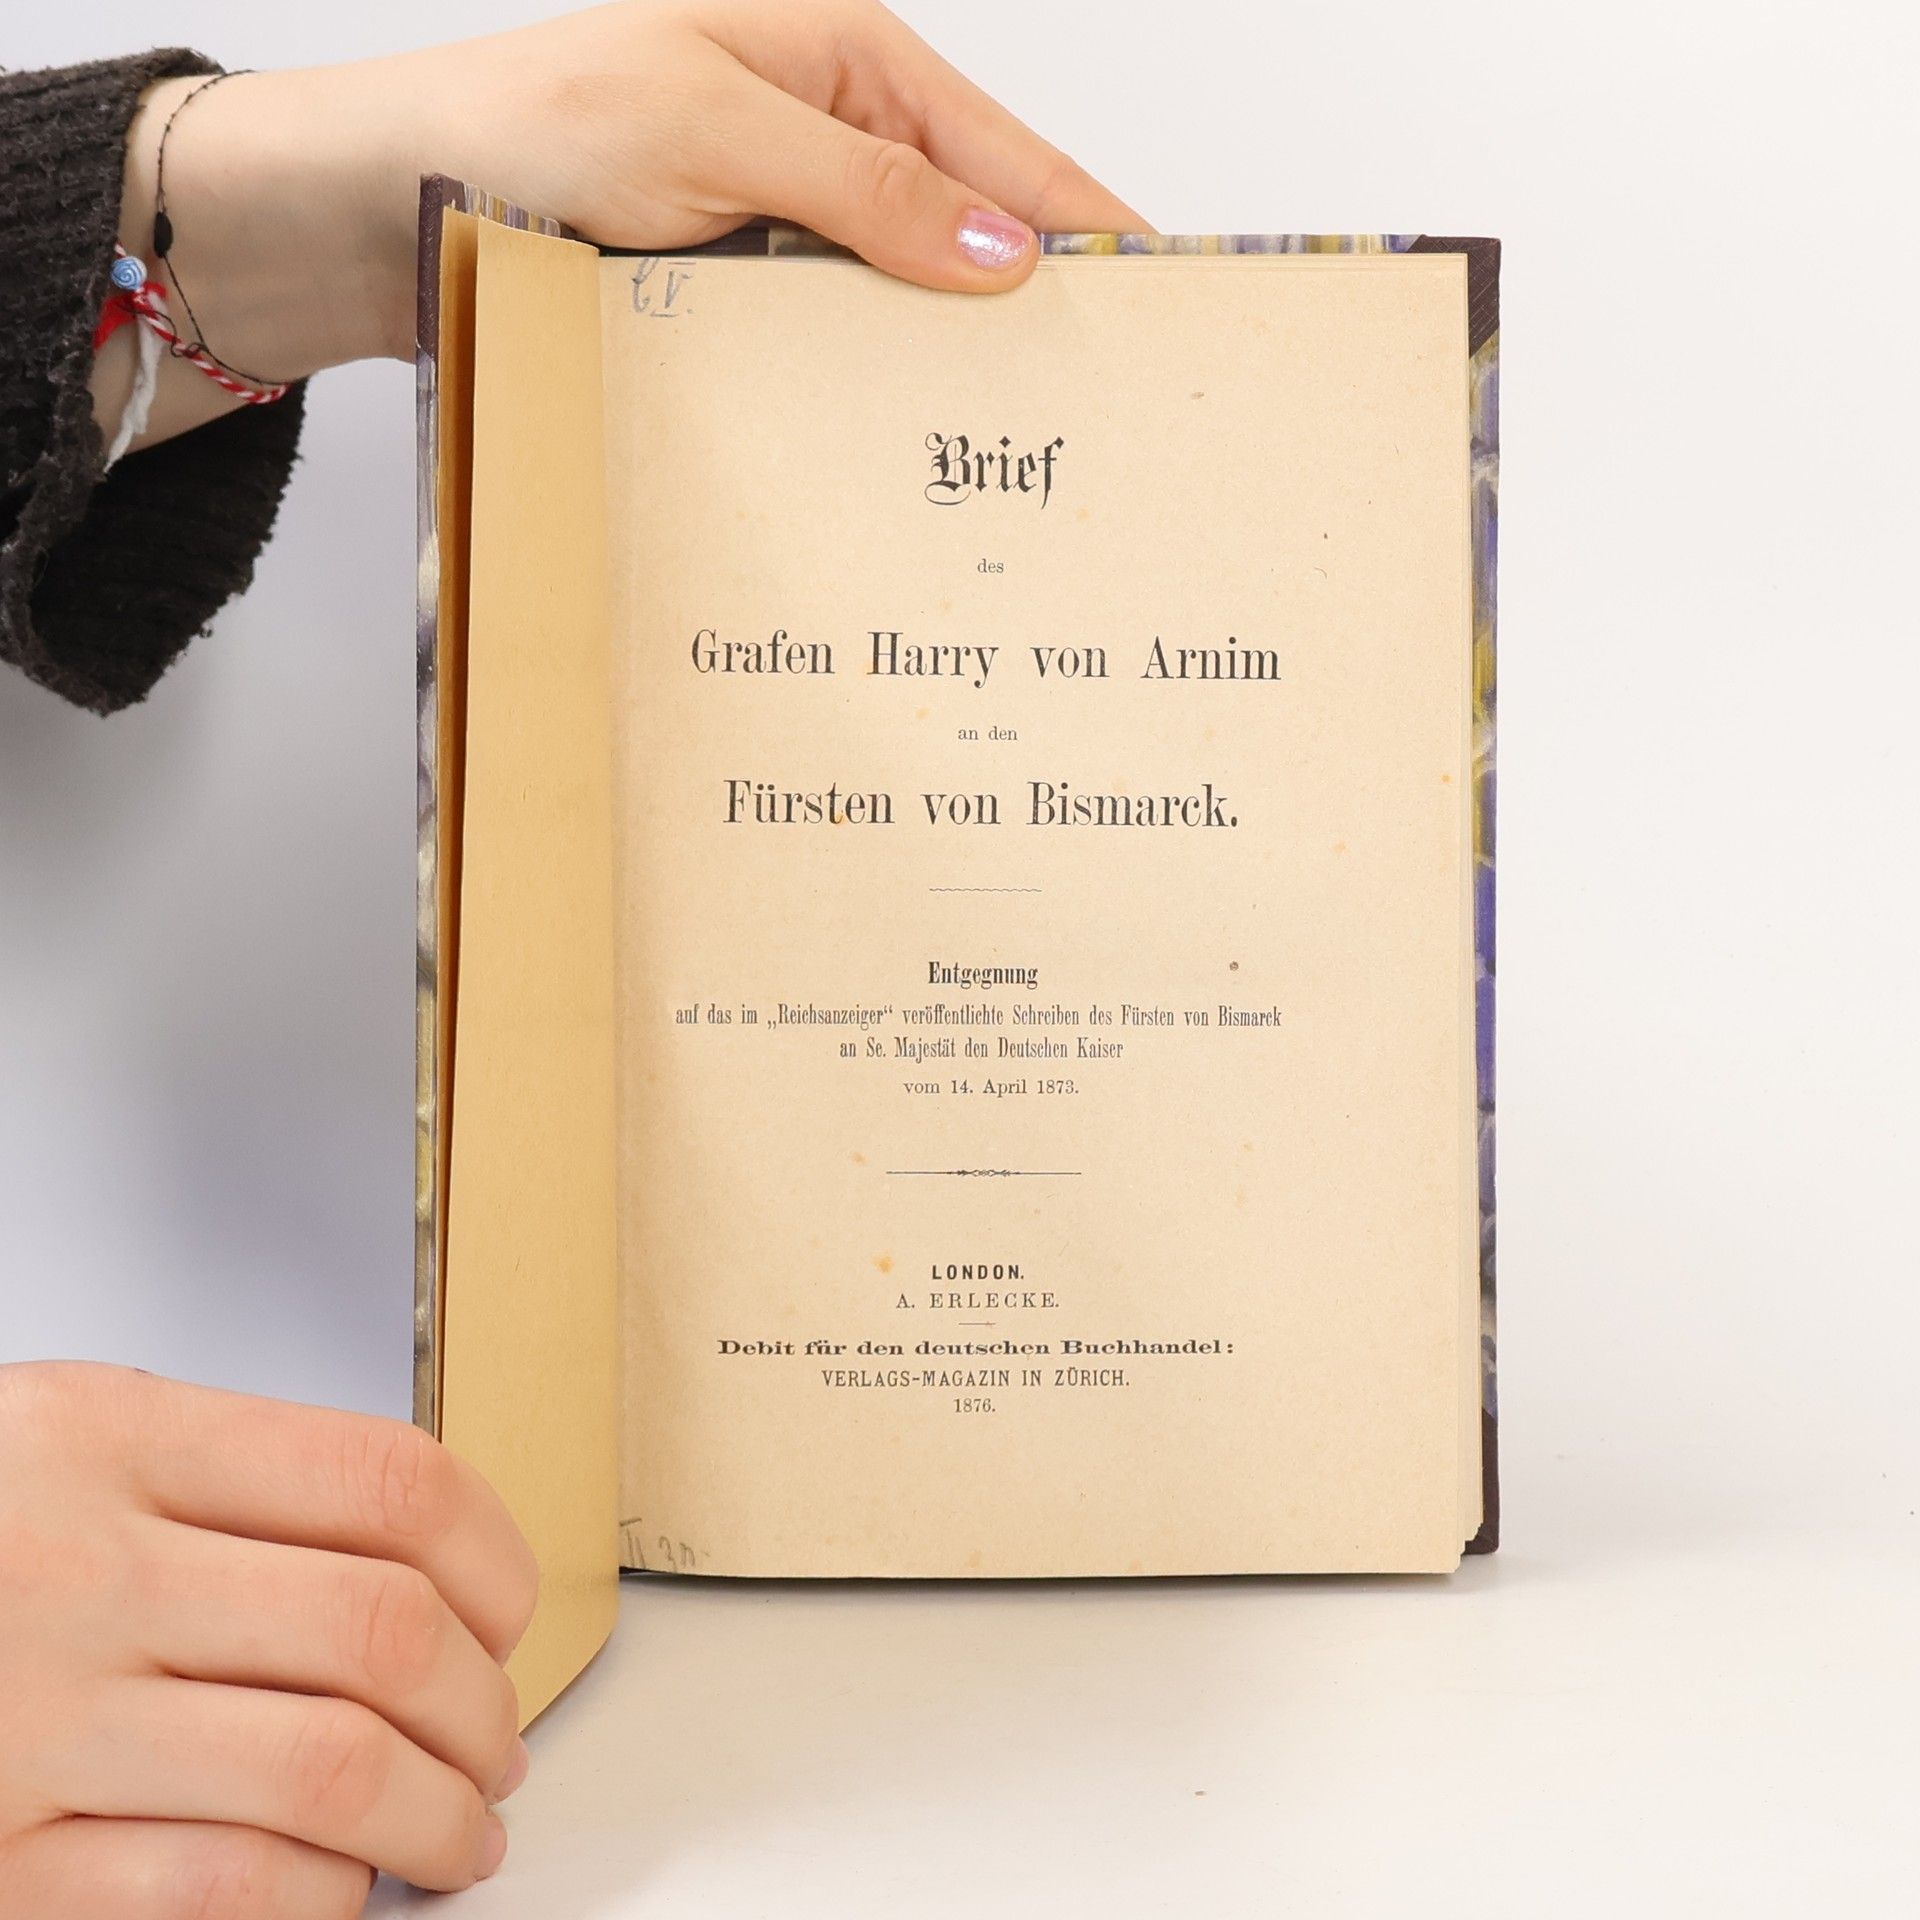 Brief
des
Grafen Harry von Arnim
an den
Fürsten von Bismarck.
Entgegnung
auf das im „Reichsanzeiger“ veröffentlichte Schreiben des Fürsten von Bismarck
an Se. Majestät den Deutschen Kaiser
vom 14. April 1873.
LONDON.
A. ERLECKE.
Debit für den deutschen Buchhandel:
VERLAGS-MAGAZIN IN ZÜRICH.
1876.